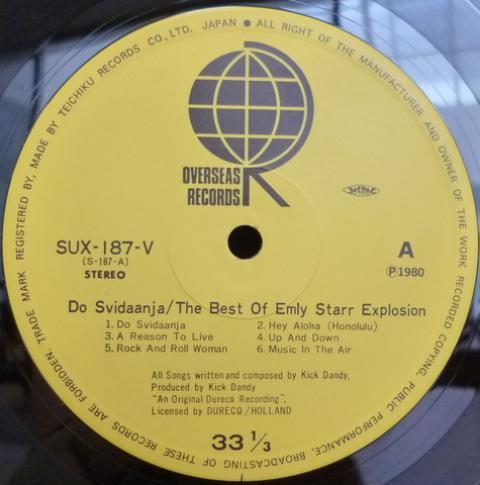 TRADE MARK REGISTERED BY, MADE BY TEICHIKU RECORDS CO., LTD. JAPAN ● ALL RIGHT OF THE MANUFACTURER AND OWNER OF THE WORK RECORDED COPYING, PUBLIC PERFORMANCE, BROADCASTING OF THESE RECORDS ARE FORBIDDEN.
OVERSEAS
RECORDS
SUX-187-V
(S-187-A)
STEREO
A
Ⓟ1980
Do Svidaanja/The Best Of Emly Starr Explosion
1. Do Svidaanja 2. Hey Aloha (Honolulu)
3. A Reason To Live 4. Up And Down
5. Rock And Roll Woman 6. Music In The Air
All Songs written and composed by Kick Dandy,
Produced by Kick Dandy
"An Original Dureco Recording",
Licensed by DURECO/HOLLAND
33 1/3